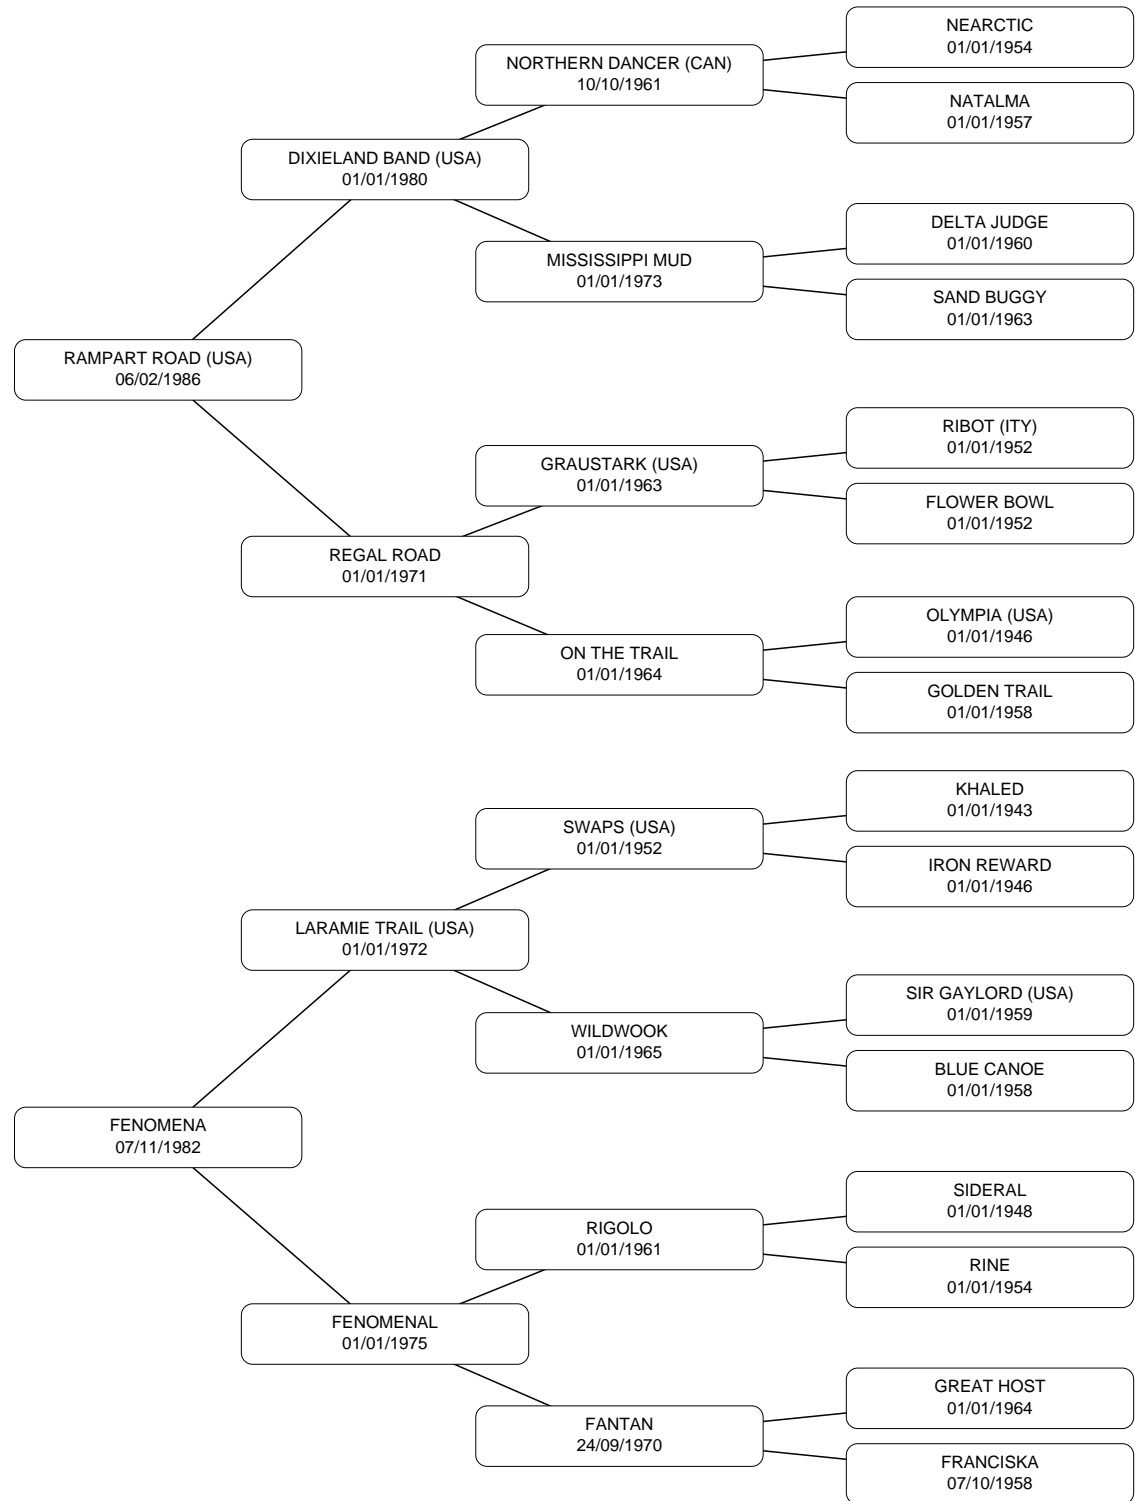 NEARCTIC
01/01/1954
NORTHERN DANCER (CAN)
10/10/1961
NATALMA
01/01/1957
DIXIELAND BAND (USA)
01/01/1980
DELTA JUDGE
01/01/1960
MISSISSIPPI MUD
01/01/1973
SAND BUGGY
01/01/1963
RAMPART ROAD (USA)
06/02/1986
RIBOT (ITY)
01/01/1952
GRAUSTARK (USA)
01/01/1963
FLOWER BOWL
01/01/1952
REGAL ROAD
01/01/1971
OLYMPIA (USA)
01/01/1946
ON THE TRAIL
01/01/1964
GOLDEN TRAIL
01/01/1958
KHALED
01/01/1943
SWAPS (USA)
01/01/1952
IRON REWARD
01/01/1946
LARAMIE TRAIL (USA)
01/01/1972
SIR GAYLORD (USA)
01/01/1959
WILDWOOK
01/01/1965
BLUE CANOE
01/01/1958
FENOMENA
07/11/1982
SIDERAL
01/01/1948
RIGOLO
01/01/1961
RINE
01/01/1954
FENOMENAL
01/01/1975
GREAT HOST
01/01/1964
FANTAN
24/09/1970
FRANCISKA
07/10/1958